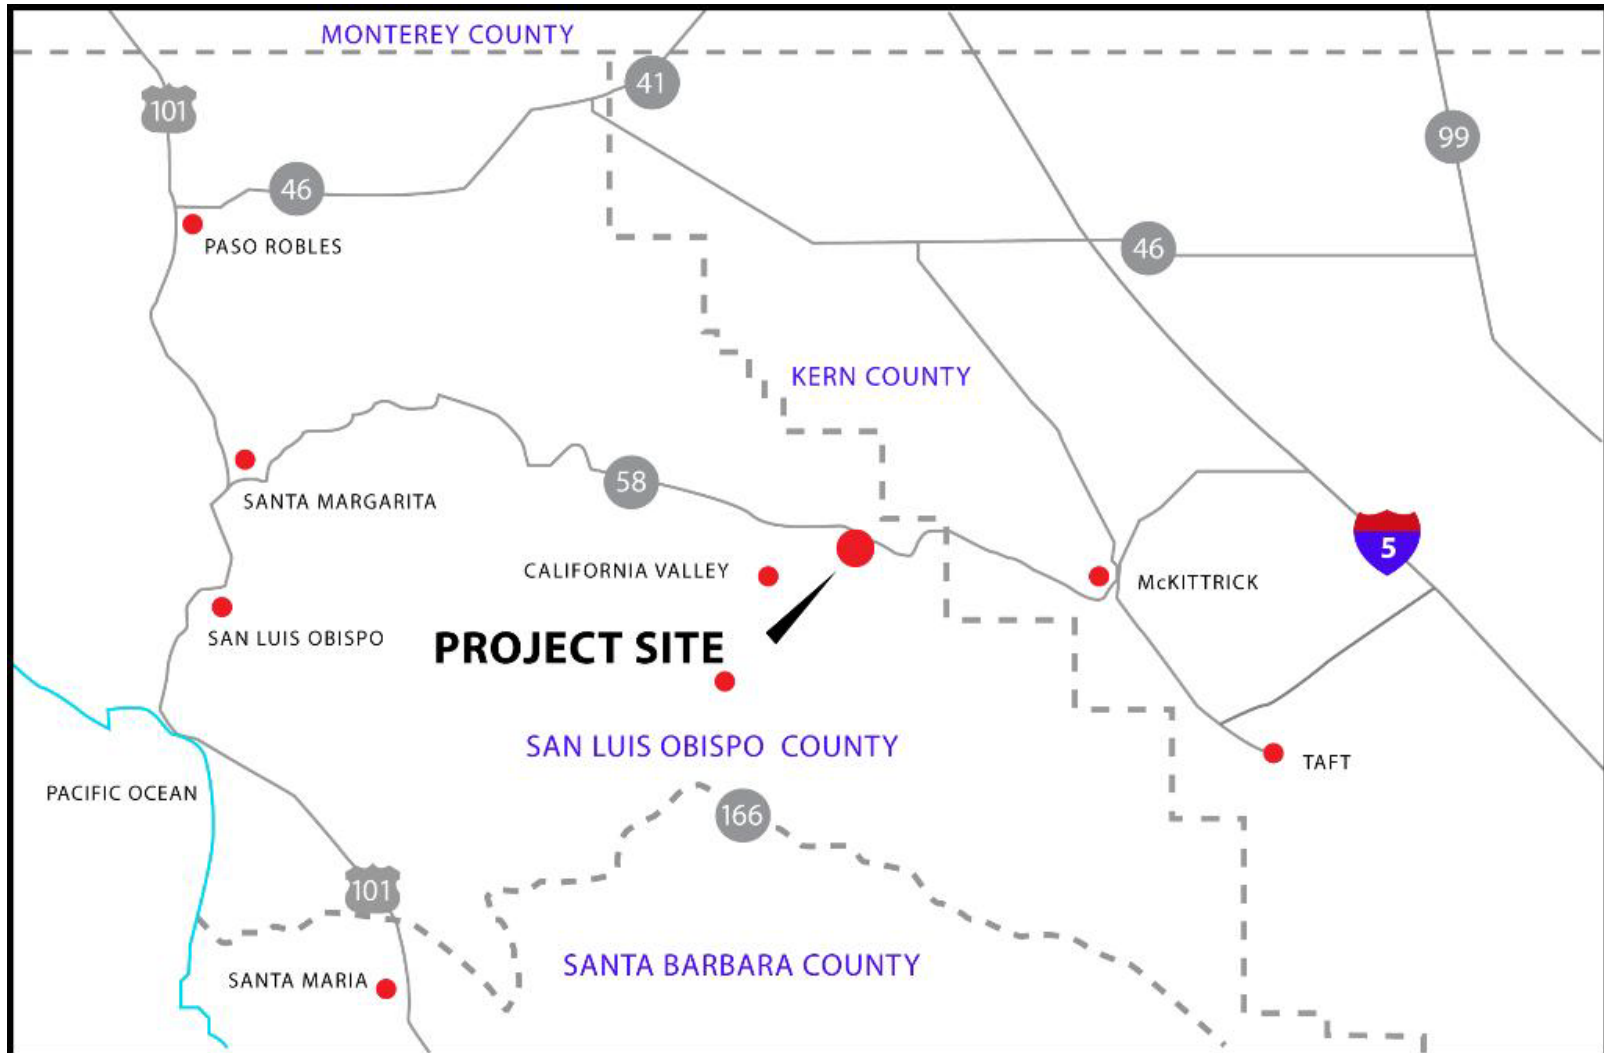 MONTEREY COUNTY
41
101
99
46
PASO ROBLES
46
KERN COUNTY
58
SANTA MARGARITA
5
CALIFORNIA VALLEY
McKITTRICK
SAN LUIS OBISPO
PROJECT SITE
SAN LUIS OBISPO COUNTY
TAFT
PACIFIC OCEAN
166
101
SANTA BARBARA COUNTY
SANTA MARIA